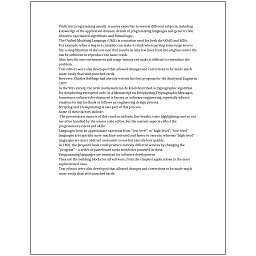 Proficient programming usually requires expertise in several different subjects, including
knowledge of the application domain, details of programming languages and generic code
libraries, specialized algorithms, and formal logic.
The Unified Modeling Language (UML) is a notation used for both the OOAD and MDA.
For example, when a bug in a compiler can make it crash when parsing some large source
file, a simplification of the test case that results in only few lines from the original source file
can be sufficient to reproduce the same crash.
Also, specific user environment and usage history can make it difficult to reproduce the
problem.
Text editors were also developed that allowed changes and corrections to be made much
more easily than with punched cards.
However, Charles Babbage had already written his first program for the Analytical Engine in
1837.
In the 9th century, the Arab mathematician Al-Kindi described a cryptographic algorithm
for deciphering encrypted code, in A Manuscript on Deciphering Cryptographic Messages.
Sometimes software development is known as software engineering, especially when it
employs formal methods or follows an engineering design process.
Scripting and breakpointing is also part of this process.
Some of these factors include:
The presentation aspects of this (such as indents, line breaks, color highlighting, and so on)
are often handled by the source code editor, but the content aspects reflect the
programmer's talent and skills.
Languages form an approximate spectrum from "low-level" to "high-level"; "low-level"
languages are typically more machine-oriented and faster to execute, whereas "high-level"
languages are more abstract and easier to use but execute less quickly.
In 1801, the Jacquard loom could produce entirely different weaves by changing the
"program" – a series of pasteboard cards with holes punched in them.
Programming languages are essential for software development.
They are the building blocks for all software, from the simplest applications to the most
sophisticated ones.
Text editors were also developed that allowed changes and corrections to be made much
more easily than with punched cards.